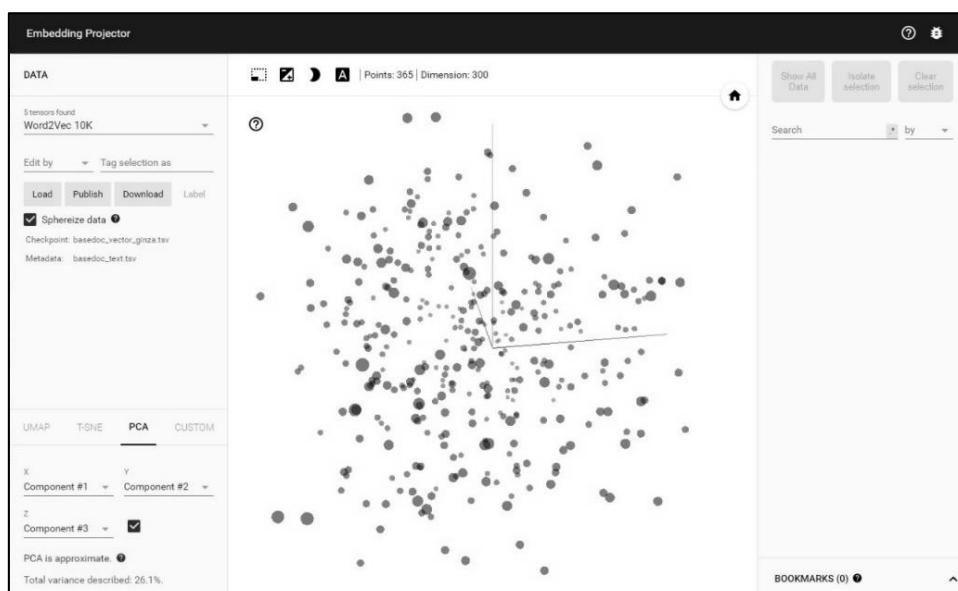 Embedding Projector
DATA
5 tensors found
Word2Vec 10K
Edit by
Tag selection as
Load
Publish
Download
Label
Sphereize data
Checkpoint: basedoc_vector_ginza.tsv
Metadata: basedoc_text.tsv
UMAP
T-SNE
PCA
CUSTOM
X
Component #1
Y
Component #2
Z
Component #3
PCA is approximate.
Total variance described: 26.1%.
A
Points: 365 | Dimension: 300
Show All
Data
Isolate
selection
Clear
selection
Search
.*
by
BOOKMARKS (0)